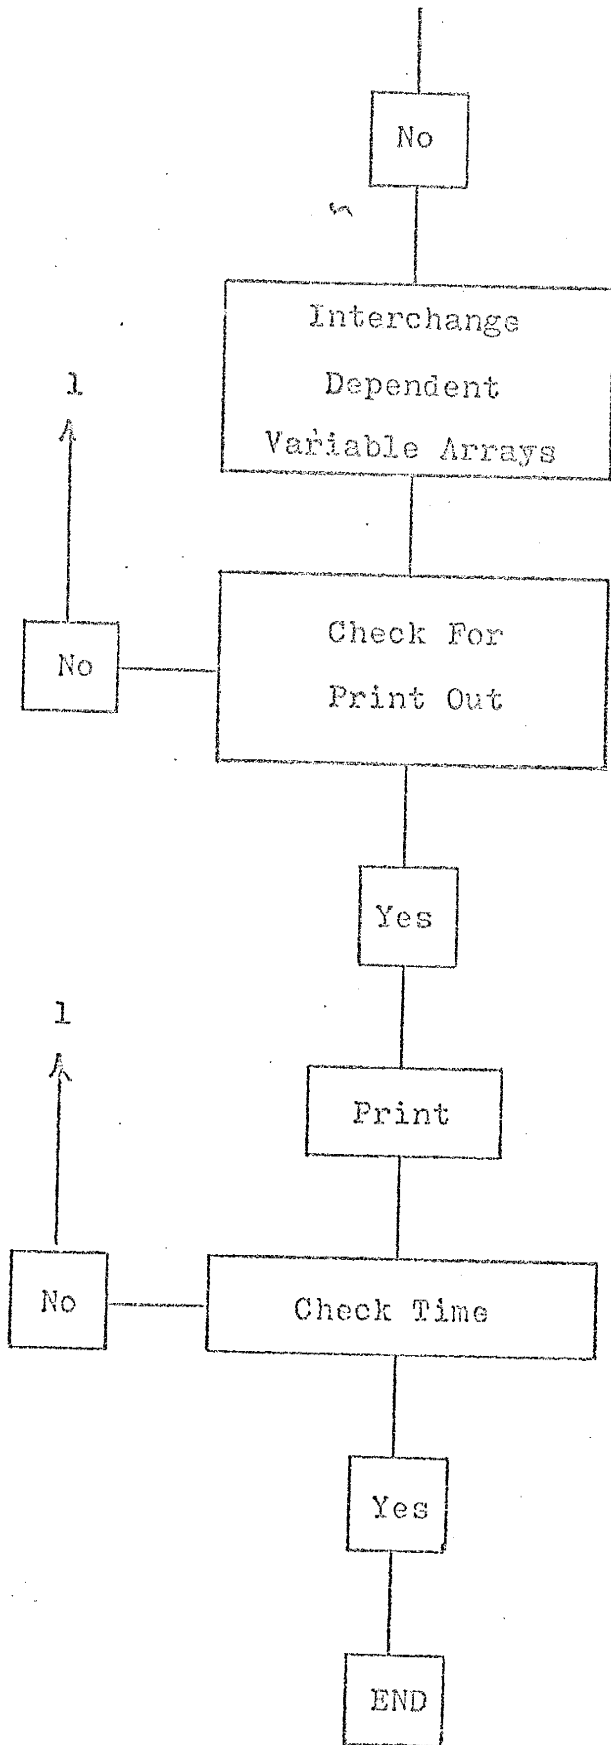 No
Interchange
Dependent
Variable Arrays
1
Check For
Print Out
No
Yes
1
Print
No
Check Time
Yes
END